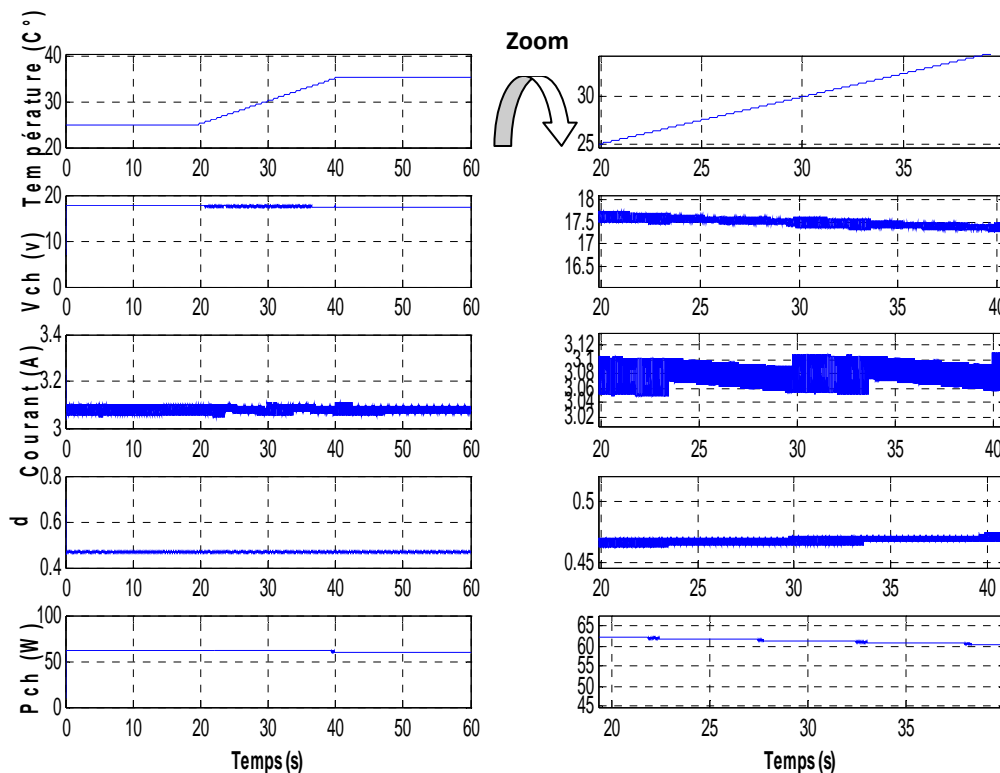 Zoom
Température (C°)
40
30
20
0 10 20 30 40 50 60
30
25
20 25 30 35
Vch (v)
20
10
0
0 10 20 30 40 50 60
18
17.5
17
16.5
20 25 30 35 40
Courant (A)
3.4
3.2
3
0 10 20 30 40 50 60
3.12
3.1
3.08
3.06
3.04
3.02
20 25 30 35 40
d
0.8
0.6
0.4
0 10 20 30 40 50 60
0.5
0.45
20 25 30 35 40
Pch (W)
100
50
0
0 10 20 30 40 50 60
Temps (s)
65
60
55
50
45
20 25 30 35
Temps (s)